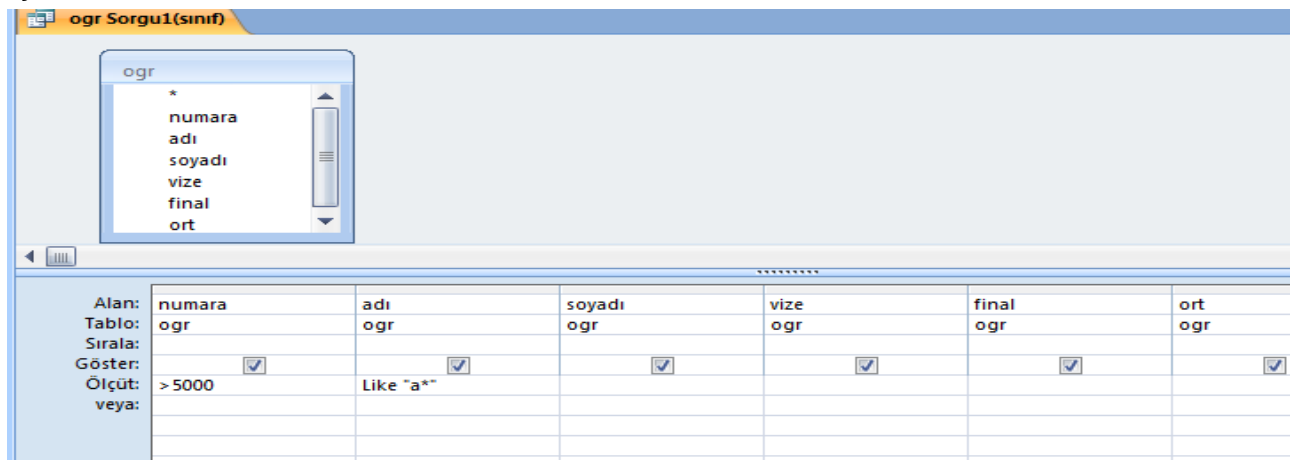 ogr Sorgu1(sınıf)
ogr
*
numara
adı
soyadı
vize
final
ort
Alan: numara adı soyadı vize final ort
Tablo: ogr ogr ogr ogr ogr ogr
Sırala:
Göster:
Ölçüt: >5000 Like "a*"
veya: